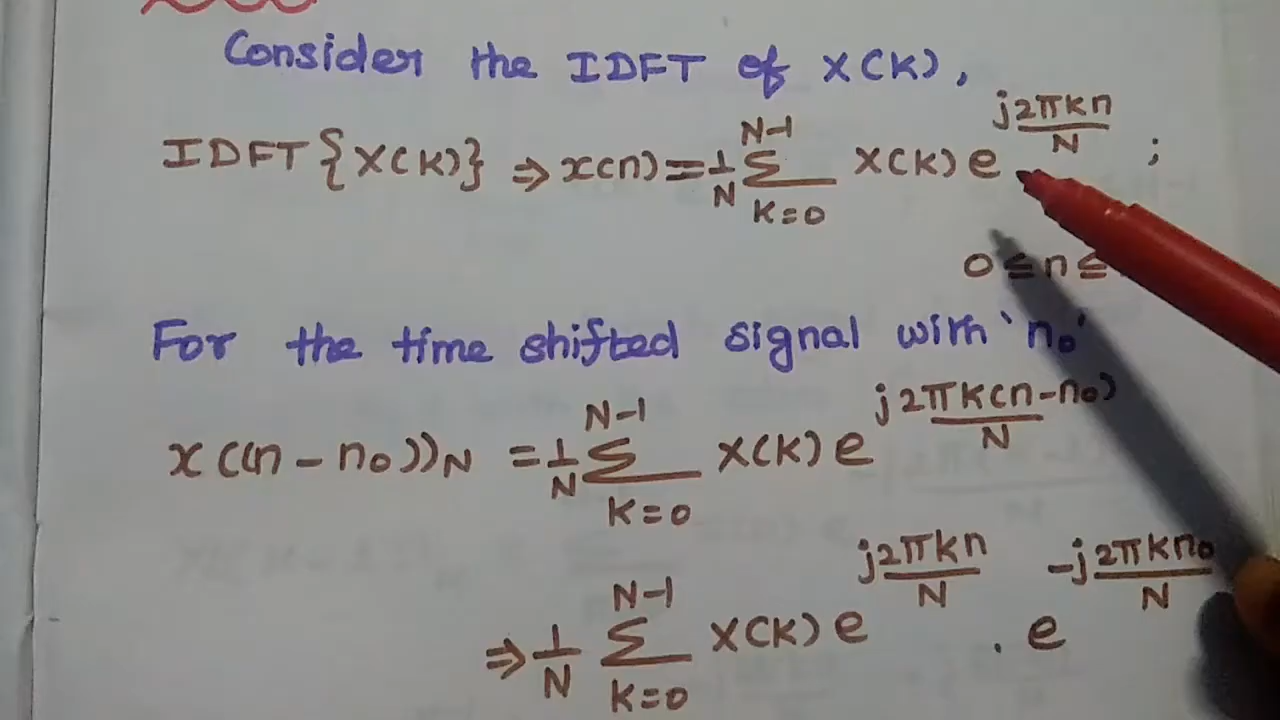 Consider the IDFT of X(K),
IDFT{X(K)} ⇒ x(n) = 1/N Σ_{K=0}^{N-1} X(K) e^{j2πkn/N} ;
0 ≤ n ≤
For the time shifted signal with 'n₀'
x((n - n₀))_N = 1/N Σ_{K=0}^{N-1} X(K) e^{j2πK(n-n₀)/N}
⇒ 1/N Σ_{K=0}^{N-1} X(K) e^{j2πkn/N} . e^{-j2πkn₀/N}